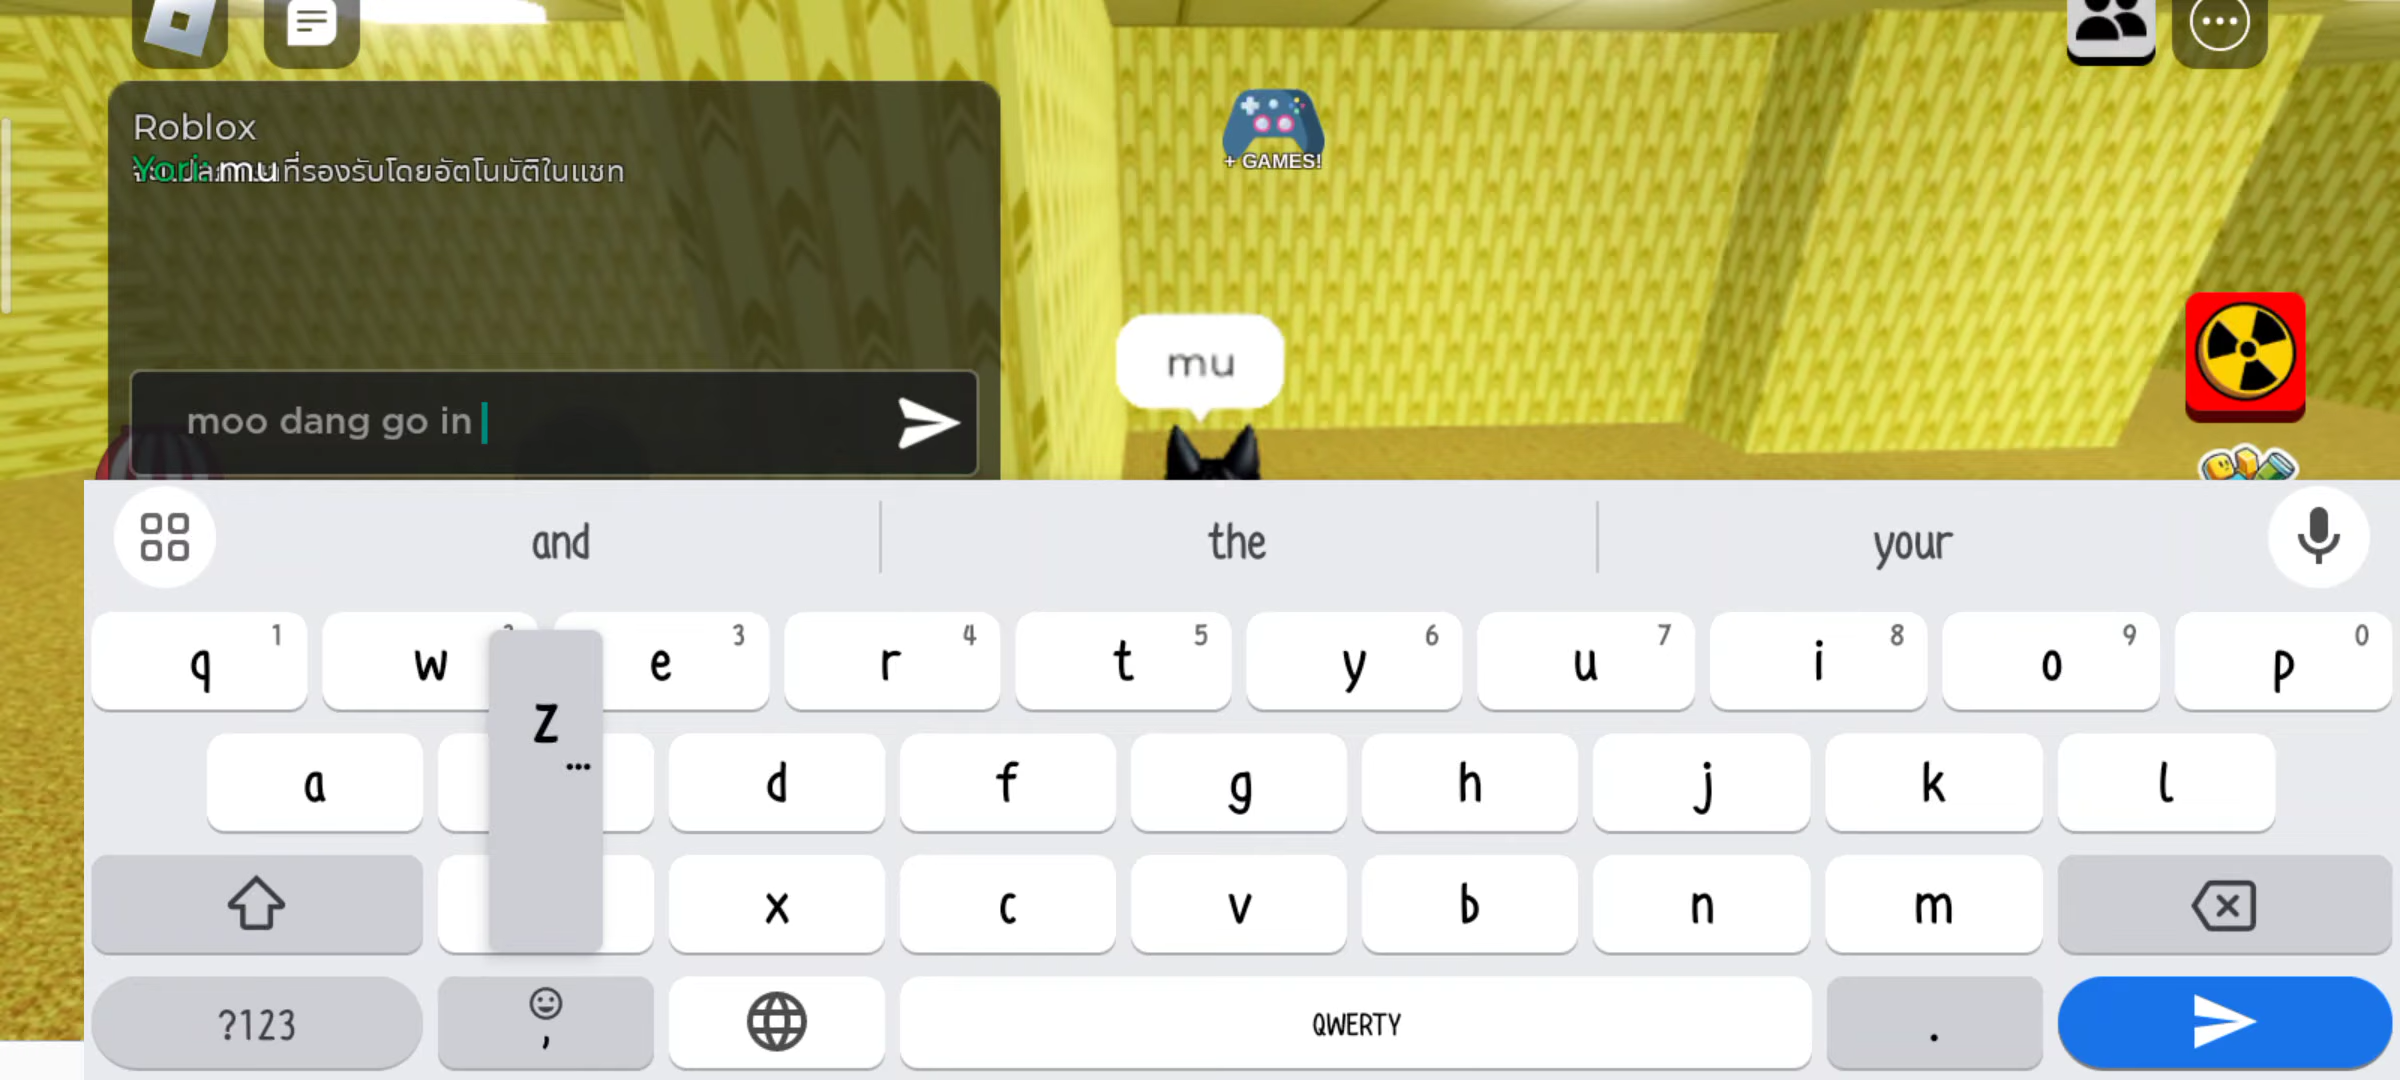 Roblox
Yori: mu
ที่รองรับโดยอัตโนมัติในแชท
+ GAMES!
mu
moo dang go in
and
the
your
q 1
w
e 3
r 4
t 5
y 6
u 7
i 8
o 9
p 0
z ...
a
d
f
g
h
j
k
l
x
c
v
b
n
m
?123
,
QWERTY
.